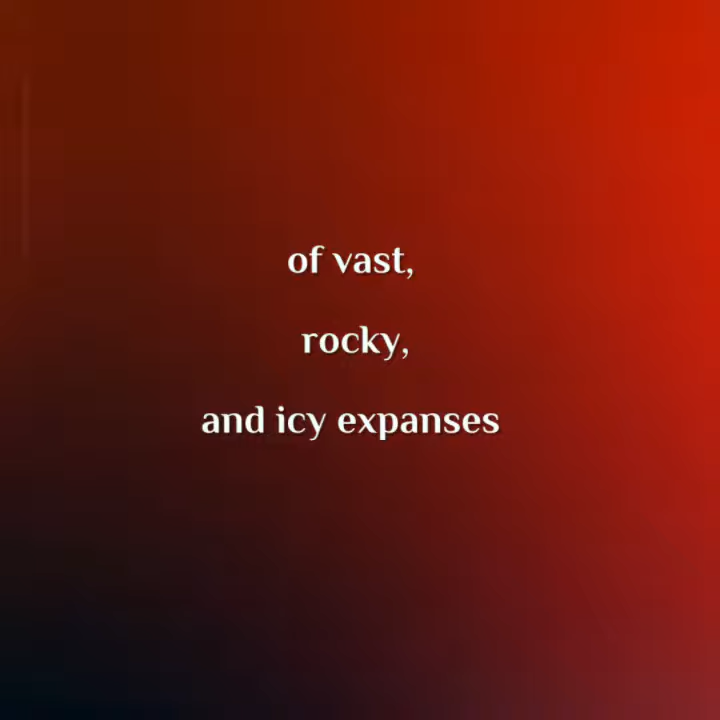 of vast,
rocky,
and icy expanses